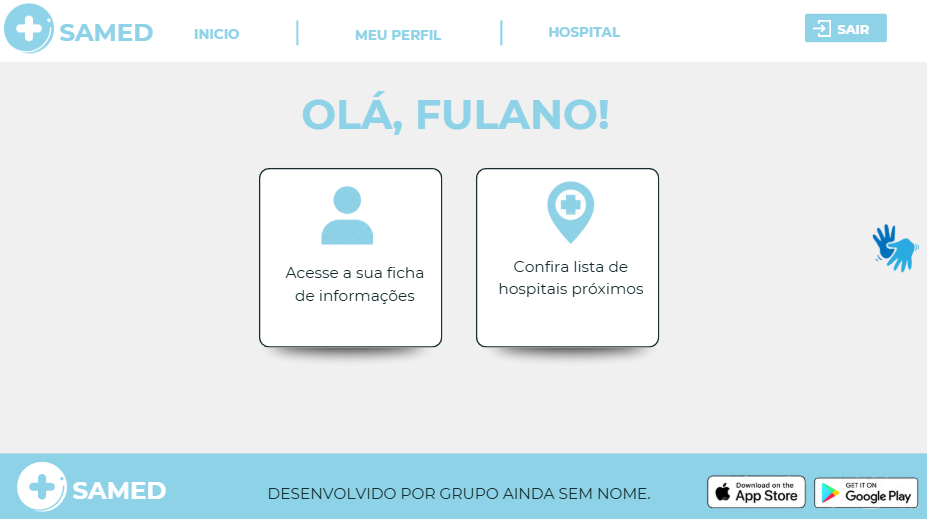 SAMED
INICIO
MEU PERFIL
HOSPITAL
SAIR
OLÁ, FULANO!
Acesse a sua ficha
de informações
Confira lista de
hospitais próximos
SAMED
DESENVOLVIDO POR GRUPO AINDA SEM NOME.
Download on the
App Store
GET IT ON
Google Play